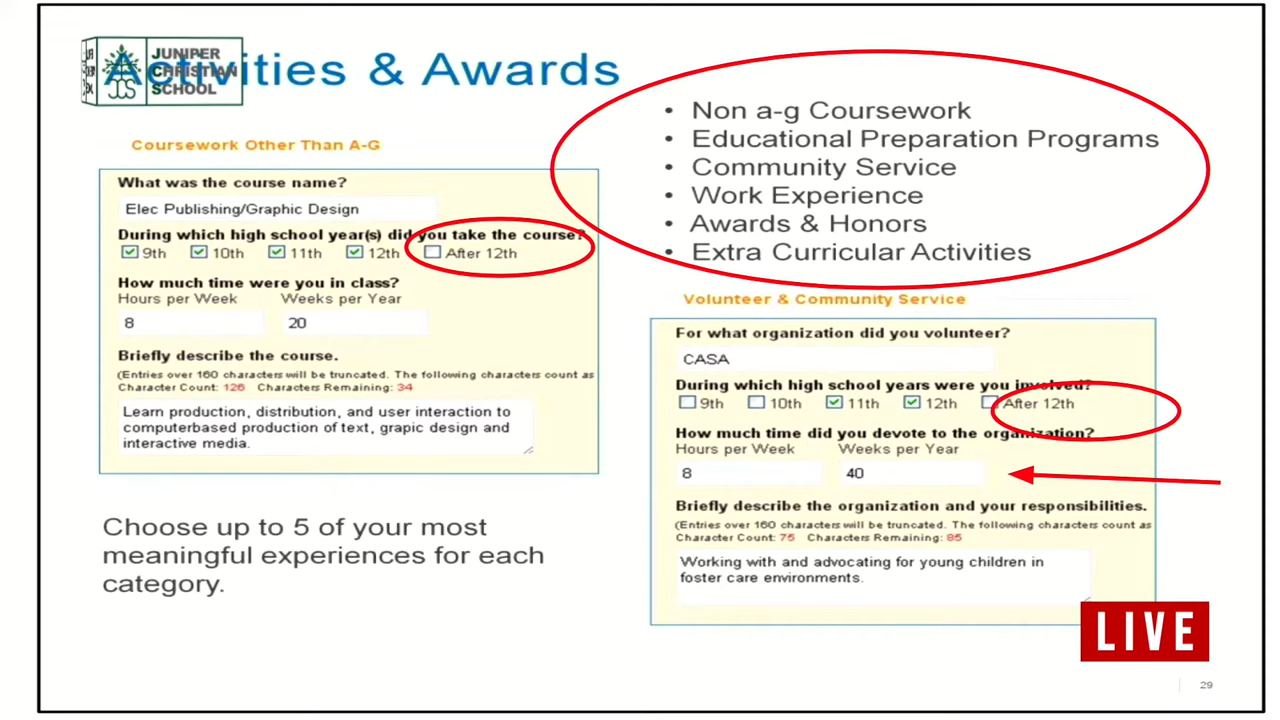 JUNIPER
CHRISTIAN
SCHOOL
Activities & Awards
Non a-g Coursework
Educational Preparation Programs
Community Service
Work Experience
Awards & Honors
Extra Curricular Activities
Coursework Other Than A-G
What was the course name?
Elec Publishing/Graphic Design
During which high school year(s) did you take the course?
9th 10th 11th 12th After 12th
How much time were you in class?
Hours per Week Weeks per Year
8 20
Briefly describe the course.
(Entries over 160 characters will be truncated. The following characters count as
Character Count: 126 Characters Remaining: 34
Learn production, distribution, and user interaction to
computerbased production of text, grapic design and
interactive media.
Choose up to 5 of your most
meaningful experiences for each
category.
Volunteer & Community Service
For what organization did you volunteer?
CASA
During which high school years were you involved?
9th 10th 11th 12th After 12th
How much time did you devote to the organization?
Hours per Week Weeks per Year
8 40
Briefly describe the organization and your responsibilities.
(Entries over 160 characters will be truncated. The following characters count as
Character Count: 75 Characters Remaining: 85
Working with and advocating for young children in
foster care environments.
LIVE
29